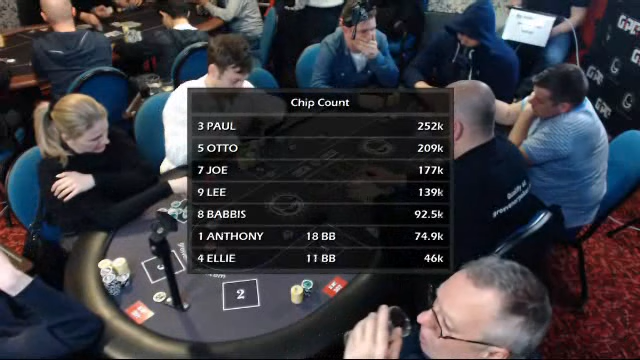 Chip Count
3 PAUL 252k
5 OTTO 209k
7 JOE 177k
9 LEE 139k
8 BABBIS 92.5k
1 ANTHONY 18 BB 74.9k
4 ELLIE 11 BB 46k
2